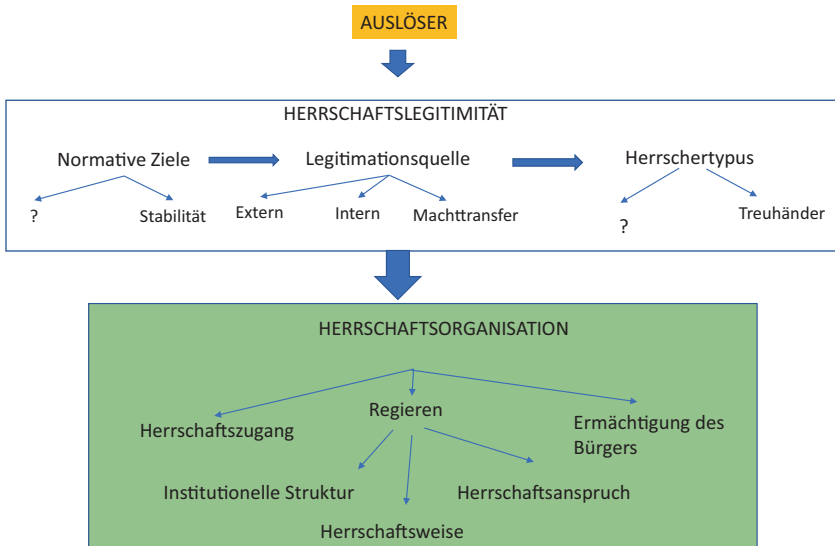 AUSLÖSER
HERRSCHAFTSLEGITIMITÄT
Normative Ziele
Legitimationsquelle
Herrschertypus
?
Stabilität
Extern
Intern
Machttransfer
?
Treuhänder
HERRSCHAFTSORGANISATION
Herrschaftszugang
Regieren
Ermächtigung des
Bürgers
Institutionelle Struktur
Herrschaftsanspruch
Herrschaftsweise